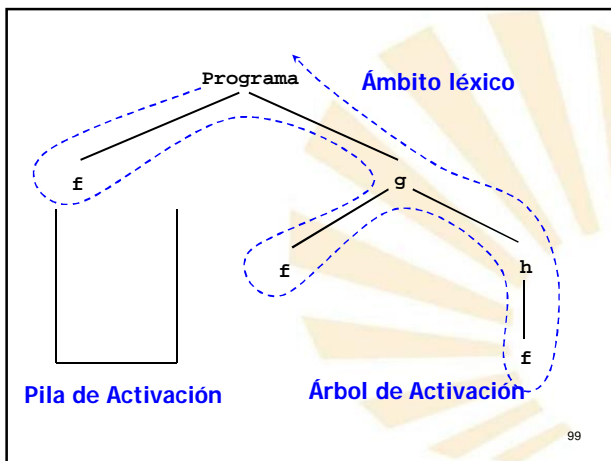 Programa
Ámbito léxico
f
g
f
h
f
Pila de Activación
Árbol de Activación
99